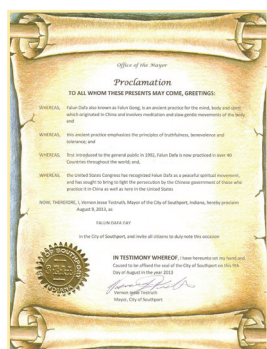 Office of the Mayor
Proclamation
TO ALL WHOM THESE PRESENTS MAY COME, GREETINGS:
WHEREAS, Falun Dafa also known as Falun Gong, is an ancient practice for the mind, body and spirit
which originated in China and involves meditation and slow gentle movements of the body
and
WHEREAS, this ancient practice emphasizes the principles of truthfulness, benevolence and
tolerance; and
WHEREAS, first introduced to the general public in 1992, Falun Dafa is now practiced in over 40
Countries throughout the world; and,
WHEREAS, the United States Congress has recognized Falun Dafa as a peaceful spiritual movement,
and has sought to bring to light the persecution by the Chinese government of those who
practice it in China as well as here in the United States
NOW, THEREFORE, I, Vernon Jesse Testruth, Mayor of the City of Southport, Indiana, hereby proclaim
August 9, 2013, as
FALUN DAFA DAY
in the City of Southport, and invite all citizens to duly note this occasion
IN TESTIMONY WHEREOF, I have hereunto set my hand and
Caused to be affixed the seal of the City of Southport on this
Day of August in the year 2013
Vernon Jesse Testruth
Mayor, City of Southport